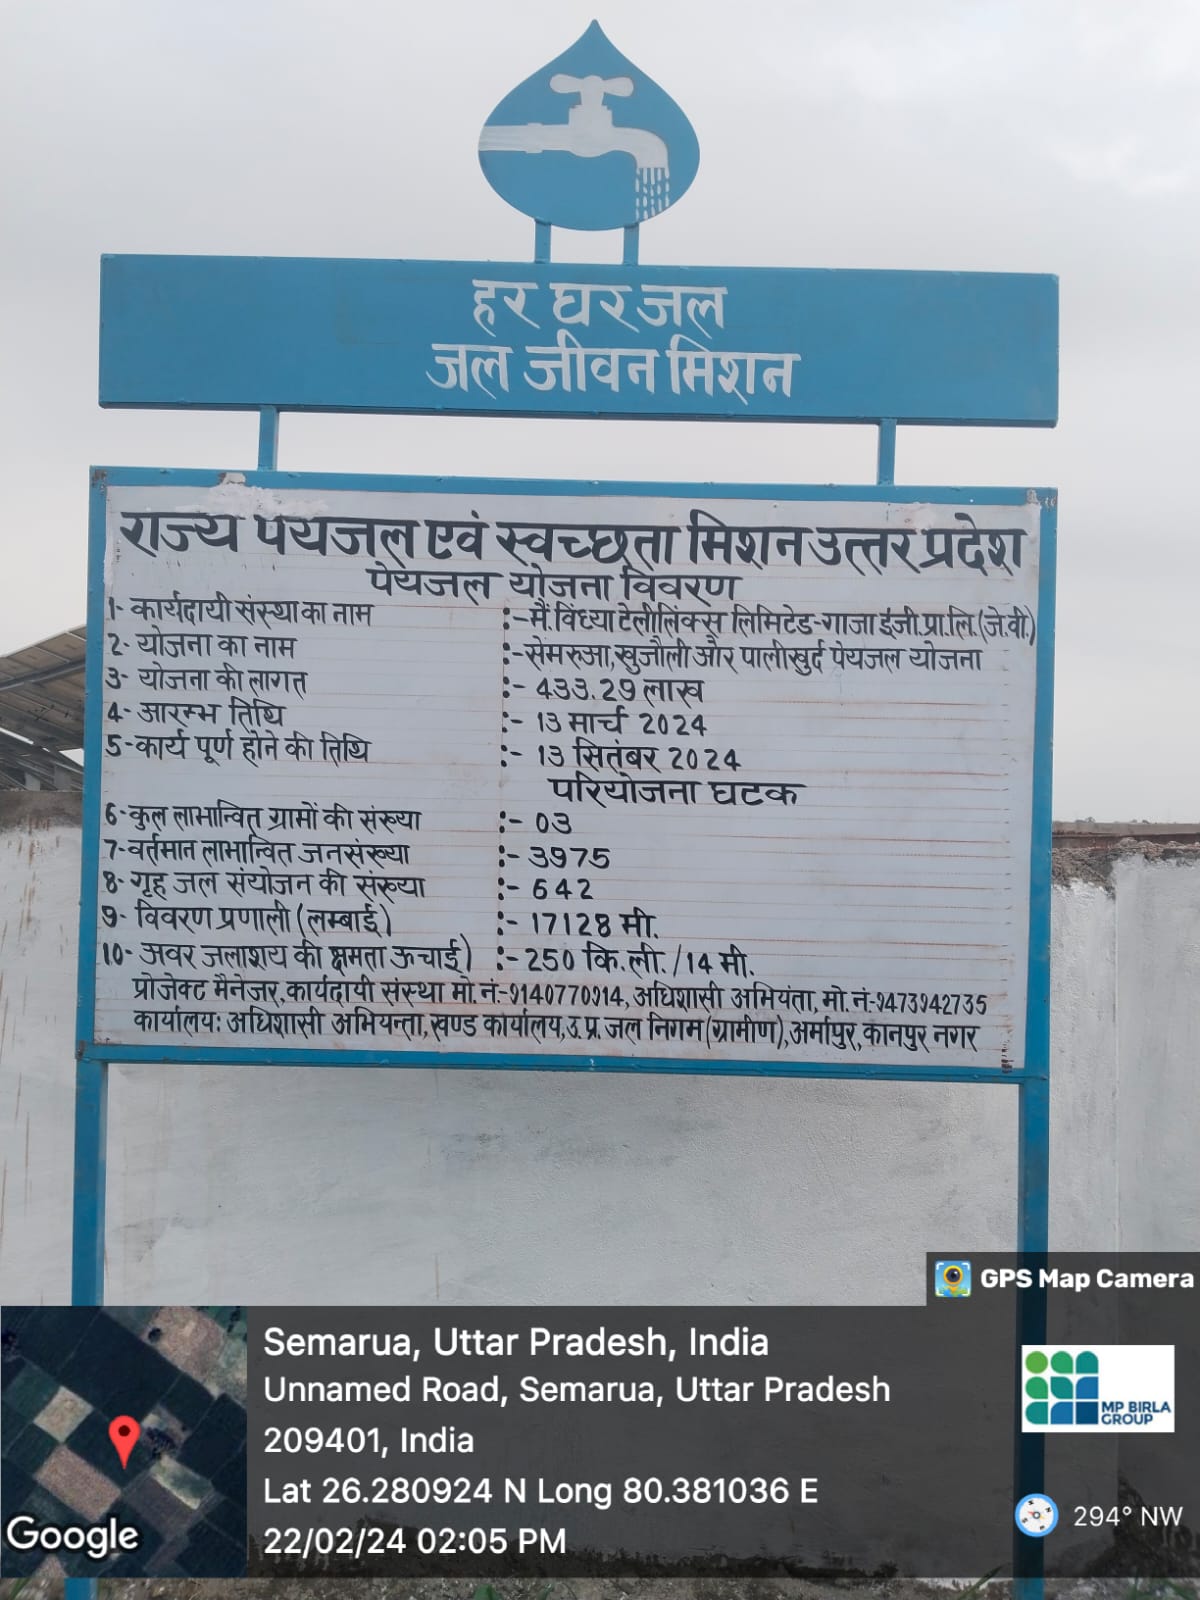 हर घर जल
जल जीवन मिशन
राज्य पेयजल एवं स्वच्छता मिशन उत्तर प्रदेश
पेयजल योजना विवरण
1- कार्यदायी संस्था का नाम :- मै. विंध्या टेलीलिंक्स लिमिटेड-गाजा इंजी.प्रा.लि.(जे.वी.)
2- योजना का नाम :- सेमरुआ, खुजौली और पालीखुर्द पेयजल योजना
3- योजना की लागत :- 433.29 लाख
4- आरम्भ तिथि :- 13 मार्च 2024
5- कार्य पूर्ण होने की तिथि :- 13 सितंबर 2024
परियोजना घटक
6- कुल लाभान्वित ग्रामों की संख्या :- 03
7- वर्तमान लाभान्वित जनसंख्या :- 3975
8- गृह जल संयोजन की संख्या :- 642
9- विवरण प्रणाली (लम्बाई) :- 17128 मी.
10- अवर जलाशय की क्षमता ऊचाई) :- 250 कि.ली./14 मी.
प्रोजेक्ट मैनेजर, कार्यदायी संस्था मो.नं.-9140770914, अधिशासी अभियंता, मो.नं-9473942735
कार्यालय: अधिशासी अभियन्ता, खण्ड कार्यालय, उ.प्र. जल निगम (ग्रामीण), अर्मापुर, कानपुर नगर
GPS Map Camera
Semarua, Uttar Pradesh, India
Unnamed Road, Semarua, Uttar Pradesh
209401, India
Lat 26.280924 N Long 80.381036 E
22/02/24 02:05 PM
Google
MP BIRLA
GROUP
294° NW